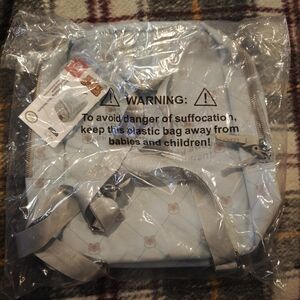 ⚠ WARNING: ⚠
To avoid danger of suffocation,
keep this plastic bag away from
babies and children!